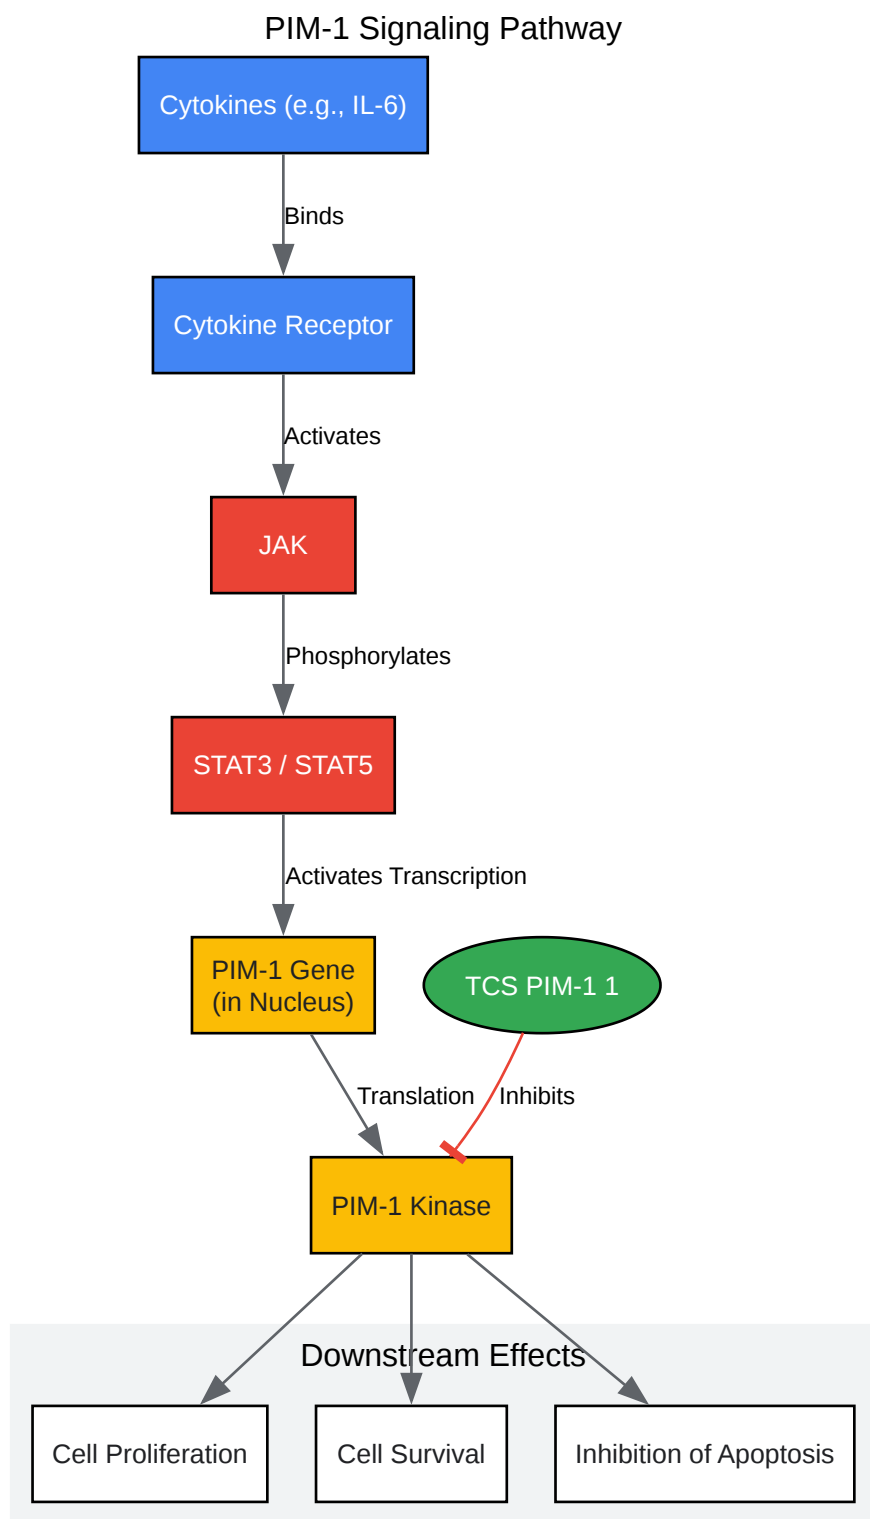 PIM-1 Signaling Pathway
Cytokines (e.g., IL-6)
Binds
Cytokine Receptor
Activates
JAK
Phosphorylates
STAT3 / STAT5
Activates Transcription
PIM-1 Gene
(in Nucleus)
TCS PIM-1 1
Translation
Inhibits
PIM-1 Kinase
Downstream Effects
Cell Proliferation
Cell Survival
Inhibition of Apoptosis